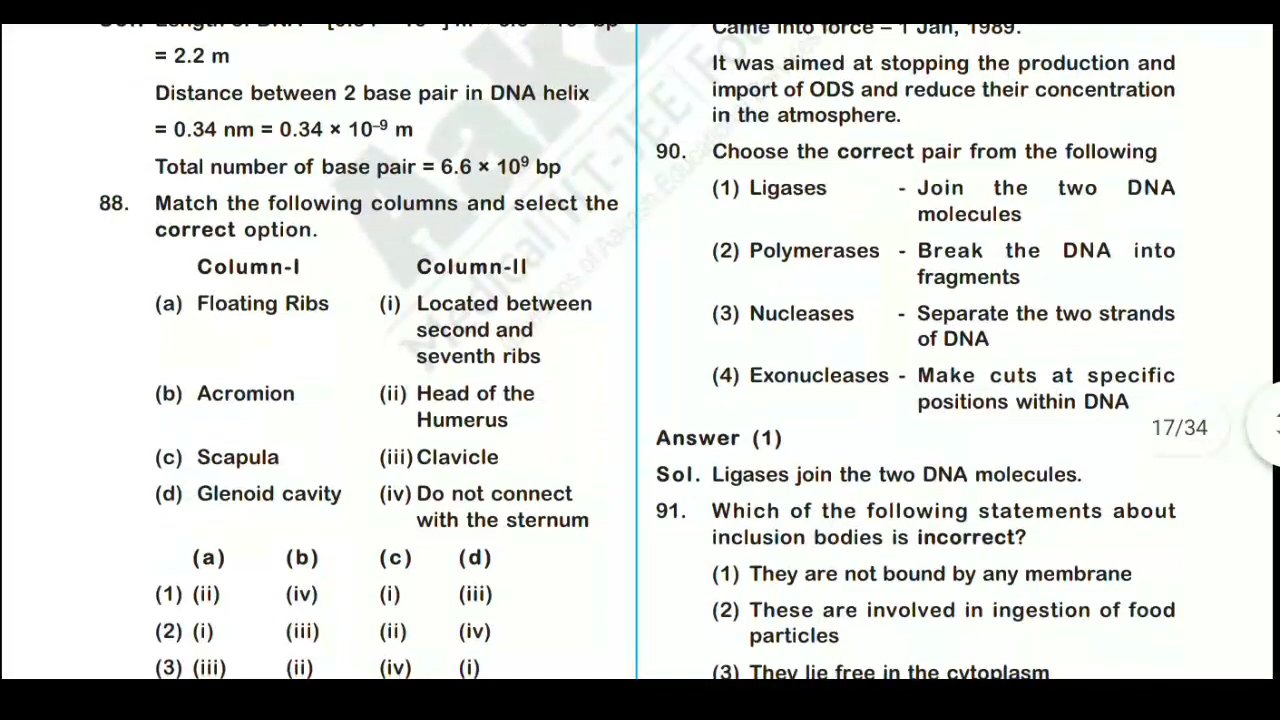 = 2.2 m
Distance between 2 base pair in DNA helix
= 0.34 nm = 0.34 × 10⁻⁹ m
Total number of base pair = 6.6 × 10⁹ bp
88. Match the following columns and select the
correct option.
Column-I Column-II
(a) Floating Ribs (i) Located between
second and
seventh ribs
(b) Acromion (ii) Head of the
Humerus
(c) Scapula (iii) Clavicle
(d) Glenoid cavity (iv) Do not connect
with the sternum
(a) (b) (c) (d)
(1) (ii) (iv) (i) (iii)
(2) (i) (iii) (ii) (iv)
(3) (iii) (ii) (iv) (i)
Came into force – 1 Jan, 1989.
It was aimed at stopping the production and
import of ODS and reduce their concentration
in the atmosphere.
90. Choose the correct pair from the following
(1) Ligases - Join the two DNA
molecules
(2) Polymerases - Break the DNA into
fragments
(3) Nucleases - Separate the two strands
of DNA
(4) Exonucleases - Make cuts at specific
positions within DNA
17/34
Answer (1)
Sol. Ligases join the two DNA molecules.
91. Which of the following statements about
inclusion bodies is incorrect?
(1) They are not bound by any membrane
(2) These are involved in ingestion of food
particles
(3) They lie free in the cytoplasm